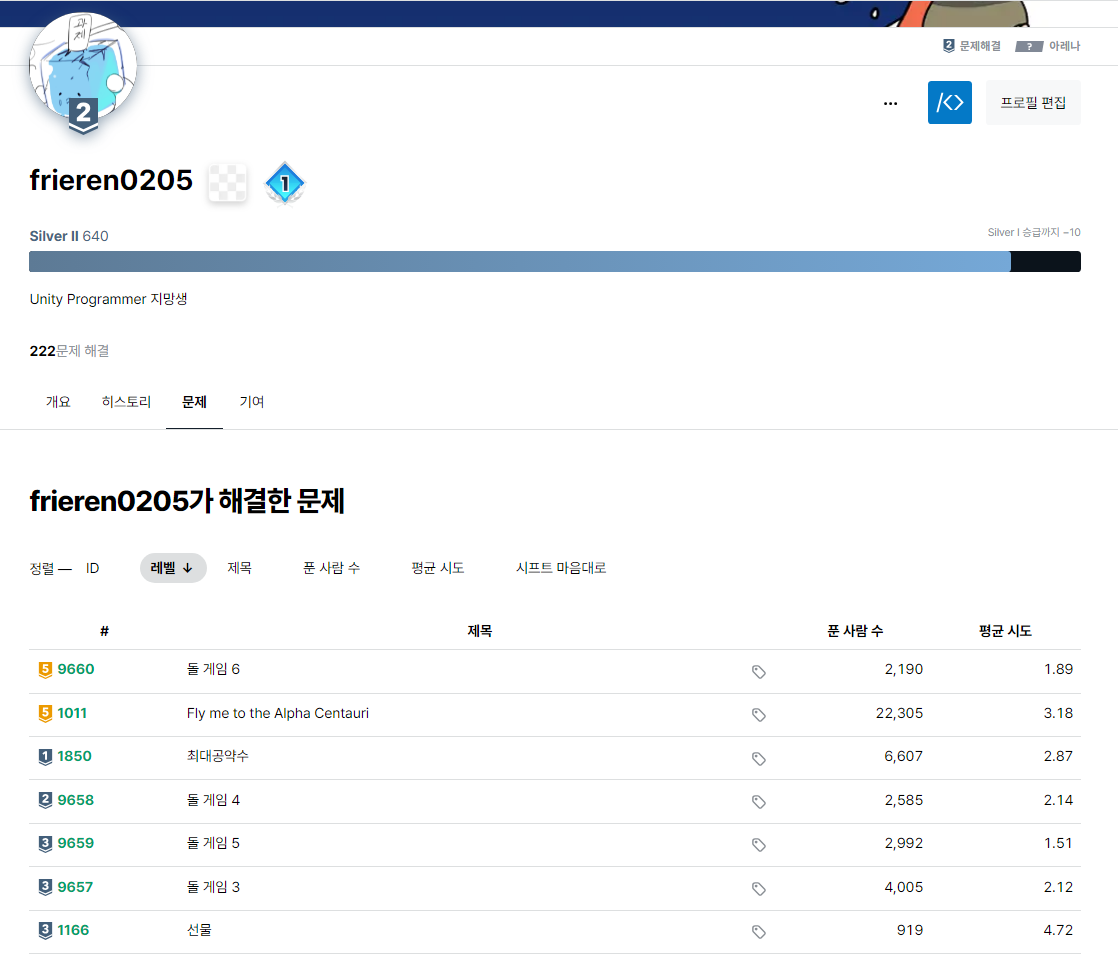 과
제
2 문제해결 ? 아레나
2
... /<> 프로필 편집
frieren0205 1
Silver II 640 Silver I 승급까지 −10
Unity Programmer 지망생
222문제 해결
개요 히스토리 문제 기여
frieren0205가 해결한 문제
정렬 — ID 레벨 ↓ 제목 푼 사람 수 평균 시도 시프트 마음대로
# 제목 푼 사람 수 평균 시도
5 9660 돌 게임 6 2,190 1.89
5 1011 Fly me to the Alpha Centauri 22,305 3.18
1 1850 최대공약수 6,607 2.87
2 9658 돌 게임 4 2,585 2.14
3 9659 돌 게임 5 2,992 1.51
3 9657 돌 게임 3 4,005 2.12
3 1166 선물 919 4.72